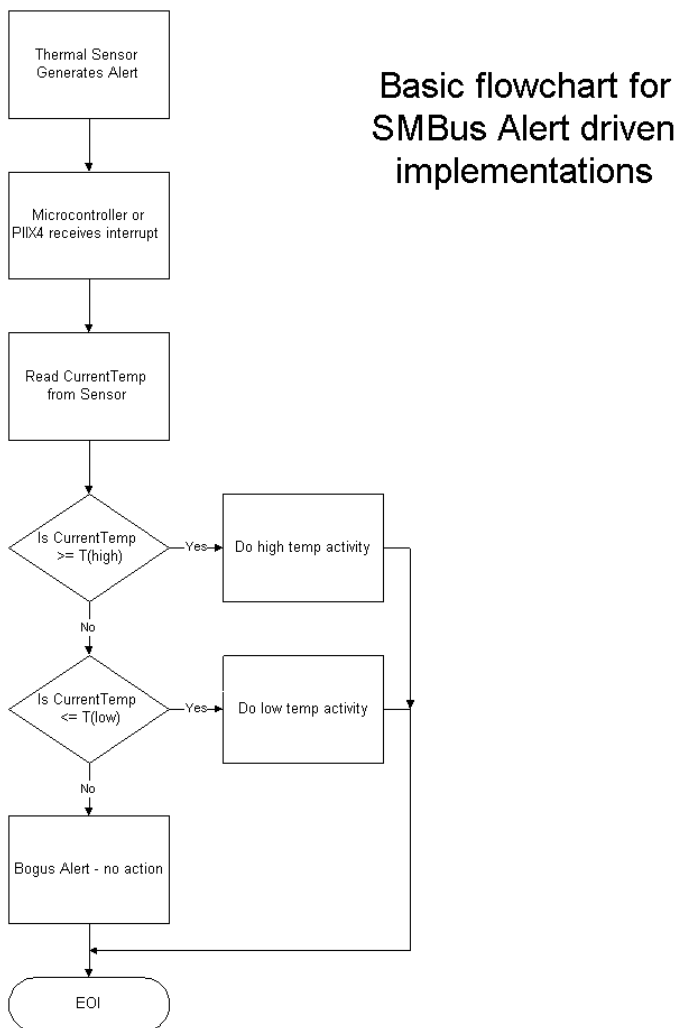 Basic flowchart for
SMBus Alert driven
implementations
Thermal Sensor
Generates Alert
Microcontroller or
PIIX4 receives interrupt
Read CurrentTemp
from Sensor
Is CurrentTemp
>= T(high)
Yes
Do high temp activity
No
Is CurrentTemp
<= T(low)
Yes
Do low temp activity
No
Bogus Alert - no action
EOI